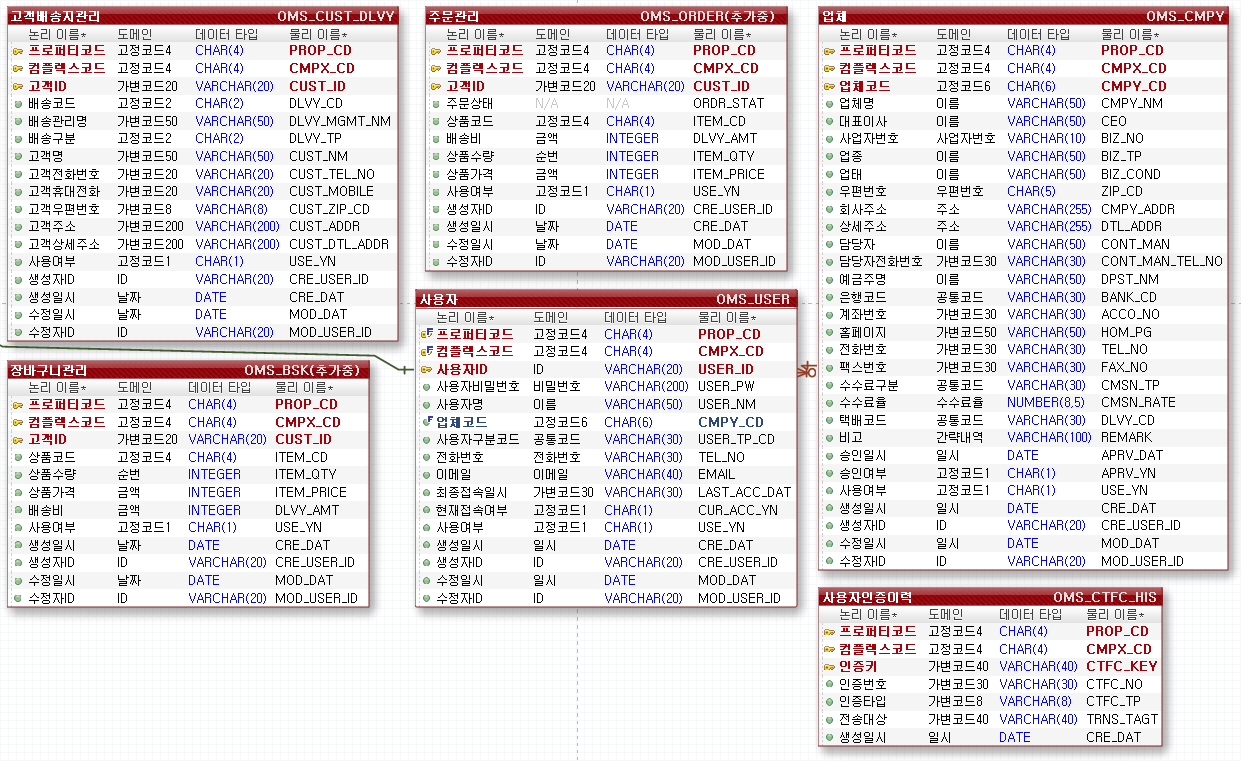 고객배송지관리 OMS_CUST_DLVY
논리 이름* 도메인 데이터 타입 물리 이름*
프로퍼티코드 고정코드4 CHAR(4) PROP_CD
컴플렉스코드 고정코드4 CHAR(4) CMPX_CD
고객ID 가변코드20 VARCHAR(20) CUST_ID
배송코드 고정코드2 CHAR(2) DLVY_CD
배송관리명 가변코드50 VARCHAR(50) DLVY_MGMT_NM
배송구분 고정코드2 CHAR(2) DLVY_TP
고객명 가변코드50 VARCHAR(50) CUST_NM
고객전화번호 가변코드20 VARCHAR(20) CUST_TEL_NO
고객휴대전화 가변코드20 VARCHAR(20) CUST_MOBILE
고객우편번호 가변코드8 VARCHAR(8) CUST_ZIP_CD
고객주소 가변코드200 VARCHAR(200) CUST_ADDR
고객상세주소 가변코드200 VARCHAR(200) CUST_DTL_ADDR
사용여부 고정코드1 CHAR(1) USE_YN
생성자ID ID VARCHAR(20) CRE_USER_ID
생성일시 날짜 DATE CRE_DAT
수정일시 날짜 DATE MOD_DAT
수정자ID ID VARCHAR(20) MOD_USER_ID
주문관리 OMS_ORDER(추가중)
논리 이름* 도메인 데이터 타입 물리 이름*
프로퍼티코드 고정코드4 CHAR(4) PROP_CD
컴플렉스코드 고정코드4 CHAR(4) CMPX_CD
고객ID 가변코드20 VARCHAR(20) CUST_ID
주문상태 N/A N/A ORDR_STAT
상품코드 고정코드4 CHAR(4) ITEM_CD
배송비 금액 INTEGER DLVY_AMT
상품수량 순번 INTEGER ITEM_QTY
상품가격 금액 INTEGER ITEM_PRICE
사용여부 고정코드1 CHAR(1) USE_YN
생성자ID ID VARCHAR(20) CRE_USER_ID
생성일시 날짜 DATE CRE_DAT
수정일시 날짜 DATE MOD_DAT
수정자ID ID VARCHAR(20) MOD_USER_ID
업체 OMS_CMPY
논리 이름* 도메인 데이터 타입 물리 이름*
프로퍼티코드 고정코드4 CHAR(4) PROP_CD
컴플렉스코드 고정코드4 CHAR(4) CMPX_CD
업체코드 고정코드6 CHAR(6) CMPY_CD
업체명 이름 VARCHAR(50) CMPY_NM
대표이사 이름 VARCHAR(50) CEO
사업자번호 사업자번호 VARCHAR(10) BIZ_NO
업종 이름 VARCHAR(50) BIZ_TP
업태 이름 VARCHAR(50) BIZ_COND
우편번호 우편번호 CHAR(5) ZIP_CD
회사주소 주소 VARCHAR(255) CMPY_ADDR
상세주소 주소 VARCHAR(255) DTL_ADDR
담당자 이름 VARCHAR(50) CONT_MAN
담당자전화번호 가변코드30 VARCHAR(30) CONT_MAN_TEL_NO
예금주명 이름 VARCHAR(50) DPST_NM
은행코드 공통코드 VARCHAR(30) BANK_CD
계좌번호 가변코드30 VARCHAR(30) ACCO_NO
홈페이지 가변코드50 VARCHAR(50) HOM_PG
전화번호 가변코드30 VARCHAR(30) TEL_NO
팩스번호 가변코드30 VARCHAR(30) FAX_NO
수수료구분 공통코드 VARCHAR(30) CMSN_TP
수수료율 수수료율 NUMBER(8,5) CMSN_RATE
택배코드 공통코드 VARCHAR(30) DLVY_CD
비고 간략내역 VARCHAR(100) REMARK
승인일시 일시 DATE APRV_DAT
승인여부 고정코드1 CHAR(1) APRV_YN
사용여부 고정코드1 CHAR(1) USE_YN
생성일시 일시 DATE CRE_DAT
생성자ID ID VARCHAR(20) CRE_USER_ID
수정일시 일시 DATE MOD_DAT
수정자ID ID VARCHAR(20) MOD_USER_ID
장바구니관리 OMS_BSK(추가중)
논리 이름* 도메인 데이터 타입 물리 이름*
프로퍼티코드 고정코드4 CHAR(4) PROP_CD
컴플렉스코드 고정코드4 CHAR(4) CMPX_CD
고객ID 가변코드20 VARCHAR(20) CUST_ID
상품코드 고정코드4 CHAR(4) ITEM_CD
상품수량 순번 INTEGER ITEM_QTY
상품가격 금액 INTEGER ITEM_PRICE
배송비 금액 INTEGER DLVY_AMT
사용여부 고정코드1 CHAR(1) USE_YN
생성일시 날짜 DATE CRE_DAT
생성자ID ID VARCHAR(20) CRE_USER_ID
수정일시 날짜 DATE MOD_DAT
수정자ID ID VARCHAR(20) MOD_USER_ID
사용자 OMS_USER
논리 이름* 도메인 데이터 타입 물리 이름*
프로퍼티코드 고정코드4 CHAR(4) PROP_CD
컴플렉스코드 고정코드4 CHAR(4) CMPX_CD
사용자ID ID VARCHAR(20) USER_ID
사용자비밀번호 비밀번호 VARCHAR(200) USER_PW
사용자명 이름 VARCHAR(50) USER_NM
업체코드 고정코드6 CHAR(6) CMPY_CD
사용자구분코드 공통코드 VARCHAR(30) USER_TP_CD
전화번호 전화번호 VARCHAR(30) TEL_NO
이메일 이메일 VARCHAR(40) EMAIL
최종접속일시 가변코드30 VARCHAR(30) LAST_ACC_DAT
현재접속여부 고정코드1 CHAR(1) CUR_ACC_YN
사용여부 고정코드1 CHAR(1) USE_YN
생성일시 일시 DATE CRE_DAT
생성자ID ID VARCHAR(20) CRE_USER_ID
수정일시 일시 DATE MOD_DAT
수정자ID ID VARCHAR(20) MOD_USER_ID
사용자인증이력 OMS_CTFC_HIS
논리 이름* 도메인 데이터 타입 물리 이름*
프로퍼티코드 고정코드4 CHAR(4) PROP_CD
컴플렉스코드 고정코드4 CHAR(4) CMPX_CD
인증키 가변코드40 VARCHAR(40) CTFC_KEY
인증번호 가변코드30 VARCHAR(30) CTFC_NO
인증타입 가변코드8 VARCHAR(8) CTFC_TP
전송대상 가변코드40 VARCHAR(40) TRNS_TAGT
생성일시 일시 DATE CRE_DAT